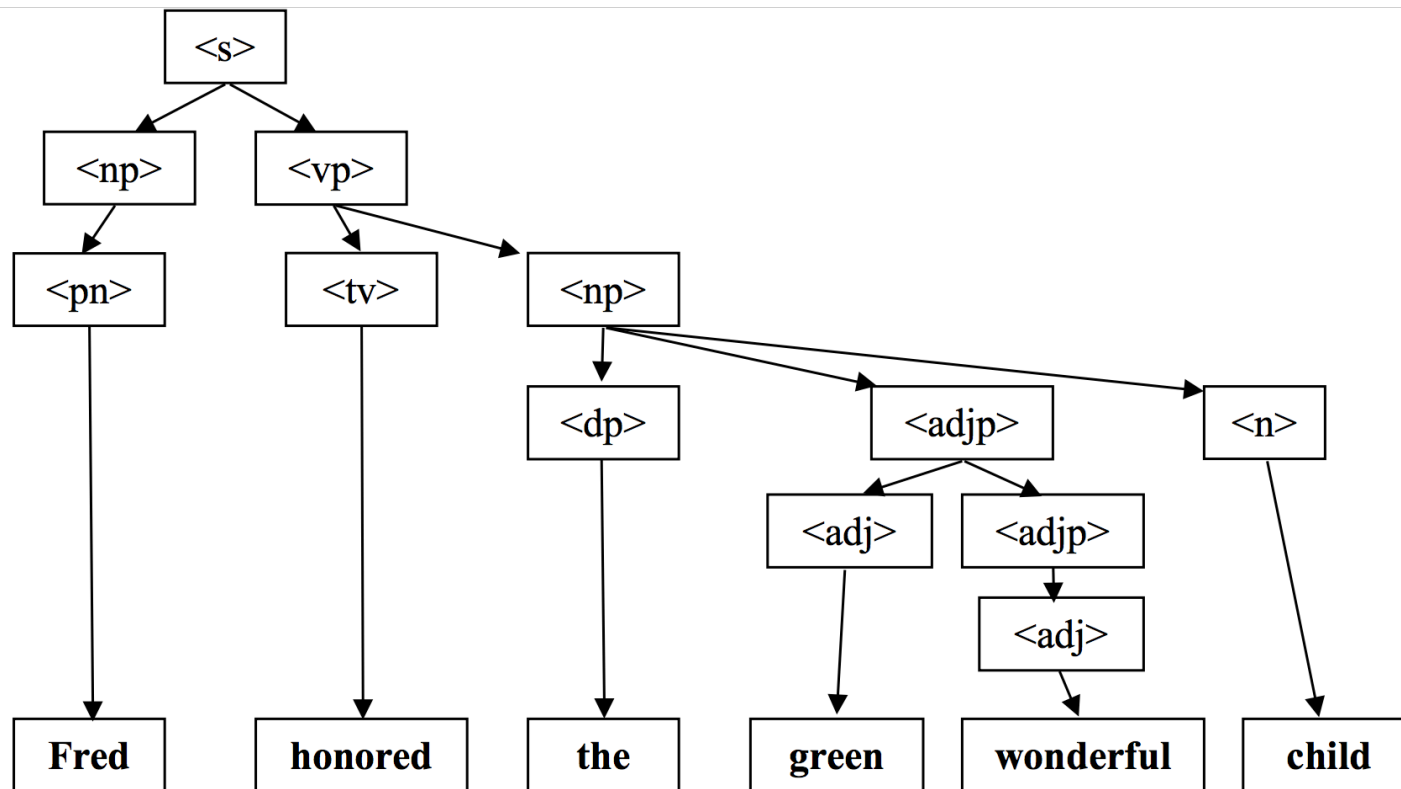 <s>
<np> <vp>
<pn> <tv> <np>
<dp> <adjp> <n>
<adj> <adjp>
<adj>
Fred honored the green wonderful child